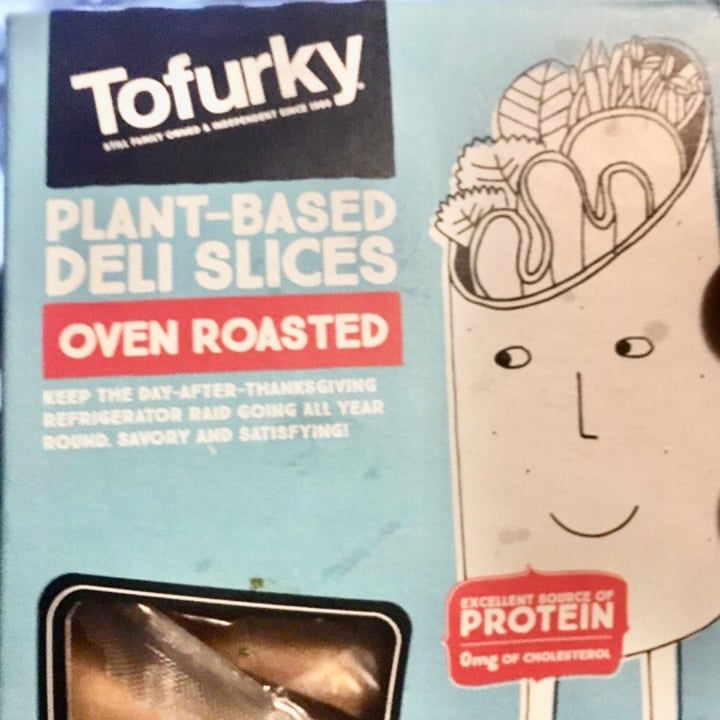 Tofurky
STILL FAMILY OWNED & INDEPENDENT SINCE 1980
PLANT-BASED
DELI SLICES
OVEN ROASTED
KEEP THE DAY-AFTER-THANKSGIVING
REFRIGERATOR RAID GOING ALL YEAR
ROUND. SAVORY AND SATISFYING!
EXCELLENT SOURCE OF
PROTEIN
0mg OF CHOLESTEROL